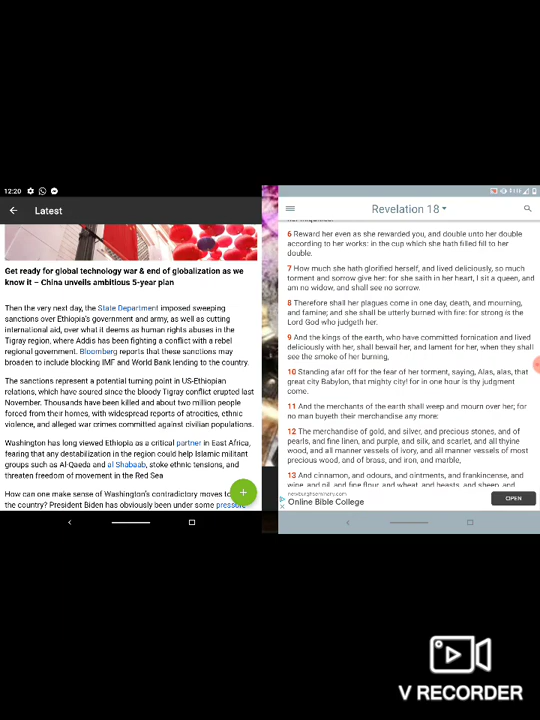 12:20
Latest
Get ready for global technology war & end of globalization as we
know it – China unveils ambitious 5-year plan
Then the very next day, the State Department imposed sweeping
sanctions over Ethiopia's government and army, as well as cutting
international aid, over what it deems as human rights abuses in the
Tigray region, where Addis has been fighting a conflict with a rebel
regional government. Bloomberg reports that these sanctions may
broaden to include blocking IMF and World Bank lending to the country.
The sanctions represent a potential turning point in US-Ethiopian
relations, which have soured since the bloody Tigray conflict erupted last
November. Thousands have been killed and about two million people
forced from their homes, with widespread reports of atrocities, ethnic
violence, and alleged war crimes committed against civilian populations.
Washington has long viewed Ethiopia as a critical partner in East Africa,
fearing that any destabilization in the region could help Islamic militant
groups such as Al-Qaeda and al Shabaab, stoke ethnic tensions, and
threaten freedom of movement in the Red Sea
How can one make sense of Washington's contradictory moves to
the country? President Biden has obviously been under some
Revelation 18
6 Reward her even as she rewarded you, and double unto her double
according to her works: in the cup which she hath filled fill to her
double.
7 How much she hath glorified herself, and lived deliciously, so much
torment and sorrow give her: for she saith in her heart, I sit a queen, and
am no widow, and shall see no sorrow.
8 Therefore shall her plagues come in one day, death, and mourning,
and famine; and she shall be utterly burned with fire: for strong is the
Lord God who judgeth her.
9 And the kings of the earth, who have committed fornication and lived
deliciously with her, shall bewail her, and lament for her, when they shall
see the smoke of her burning,
10 Standing afar off for the fear of her torment, saying, Alas, alas, that
great city Babylon, that mighty city! for in one hour is thy judgment
come.
11 And the merchants of the earth shall weep and mourn over her; for
no man buyeth their merchandise any more:
12 The merchandise of gold, and silver, and precious stones, and of
pearls, and fine linen, and purple, and silk, and scarlet, and all thyine
wood, and all manner vessels of ivory, and all manner vessels of most
precious wood, and of brass, and iron, and marble,
13 And cinnamon, and odours, and ointments, and frankincense, and
wine, and oil, and fine flour, and wheat, and beasts, and sheep, and
newburghseminary.com
Online Bible College
OPEN
V RECORDER